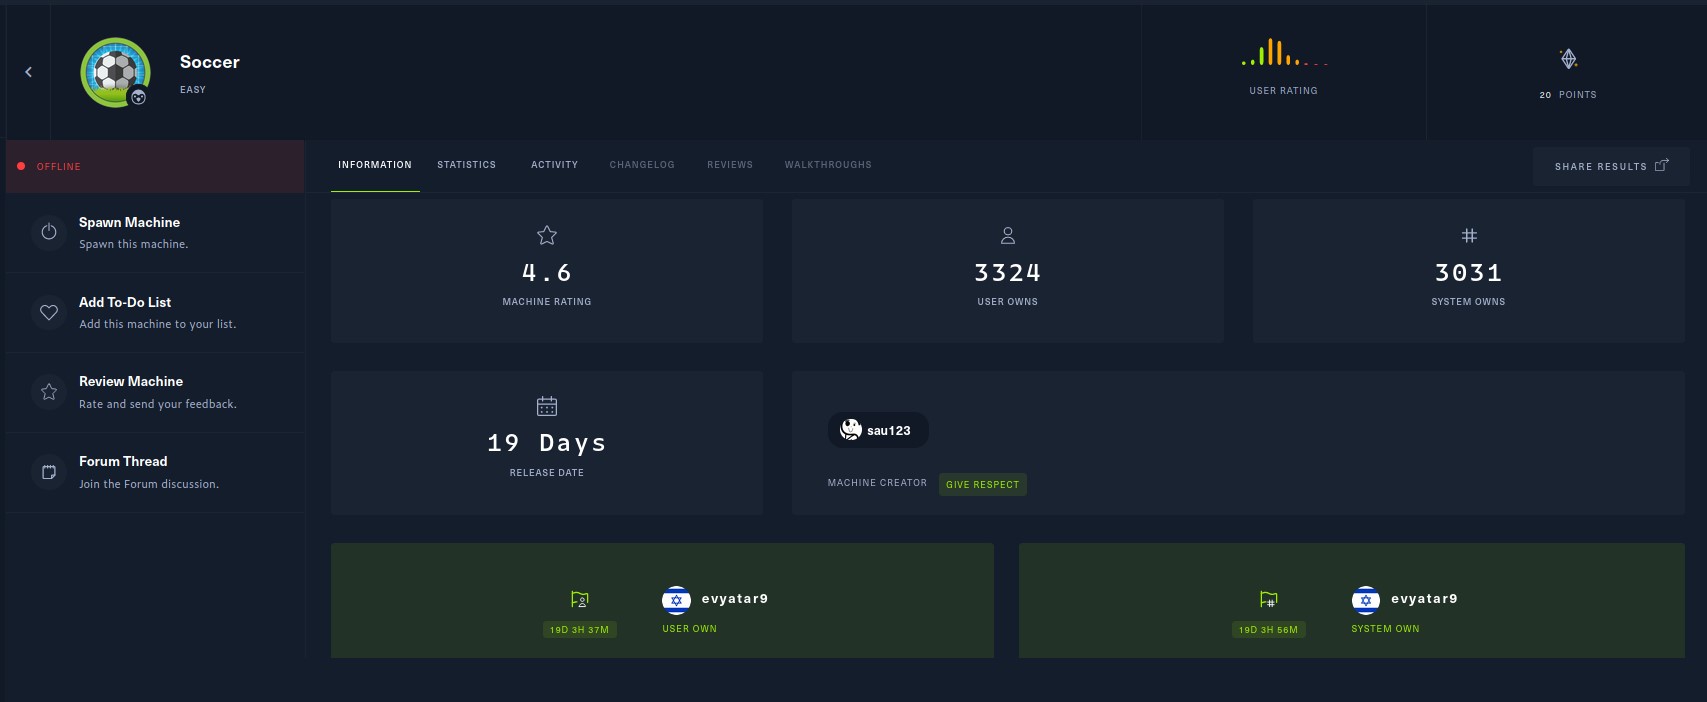 Soccer
EASY
USER RATING
20 POINTS
OFFLINE
INFORMATION STATISTICS ACTIVITY CHANGELOG REVIEWS WALKTHROUGHS
SHARE RESULTS
Spawn Machine
Spawn this machine.
Add To-Do List
Add this machine to your list.
Review Machine
Rate and send your feedback.
Forum Thread
Join the Forum discussion.
4.6
MACHINE RATING
3324
USER OWNS
3031
SYSTEM OWNS
19 Days
RELEASE DATE
sau123
MACHINE CREATOR GIVE RESPECT
evyatar9
19D 3H 37M USER OWN
evyatar9
19D 3H 56M SYSTEM OWN